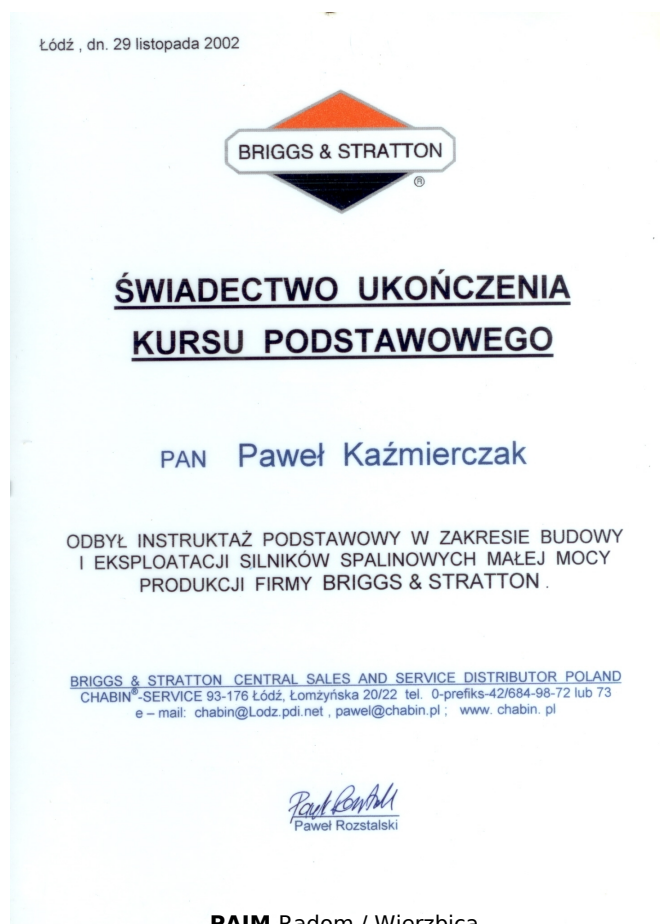 Łódź , dn. 29 listopada 2002
BRIGGS & STRATTON
®
ŚWIADECTWO UKOŃCZENIA
KURSU PODSTAWOWEGO
PAN Paweł Kaźmierczak
ODBYŁ INSTRUKTAŻ PODSTAWOWY W ZAKRESIE BUDOWY
I EKSPLOATACJI SILNIKÓW SPALINOWYCH MAŁEJ MOCY
PRODUKCJI FIRMY BRIGGS & STRATTON .
BRIGGS & STRATTON CENTRAL SALES AND SERVICE DISTRIBUTOR POLAND
CHABIN®-SERVICE 93-176 Łódź, Łomżyńska 20/22 tel. 0-prefiks-42/684-98-72 lub 73
e – mail: chabin@Lodz.pdi.net , pawel@chabin.pl ; www. chabin. pl
Paweł Rozstalski
PAIM Radom / Wierzbica